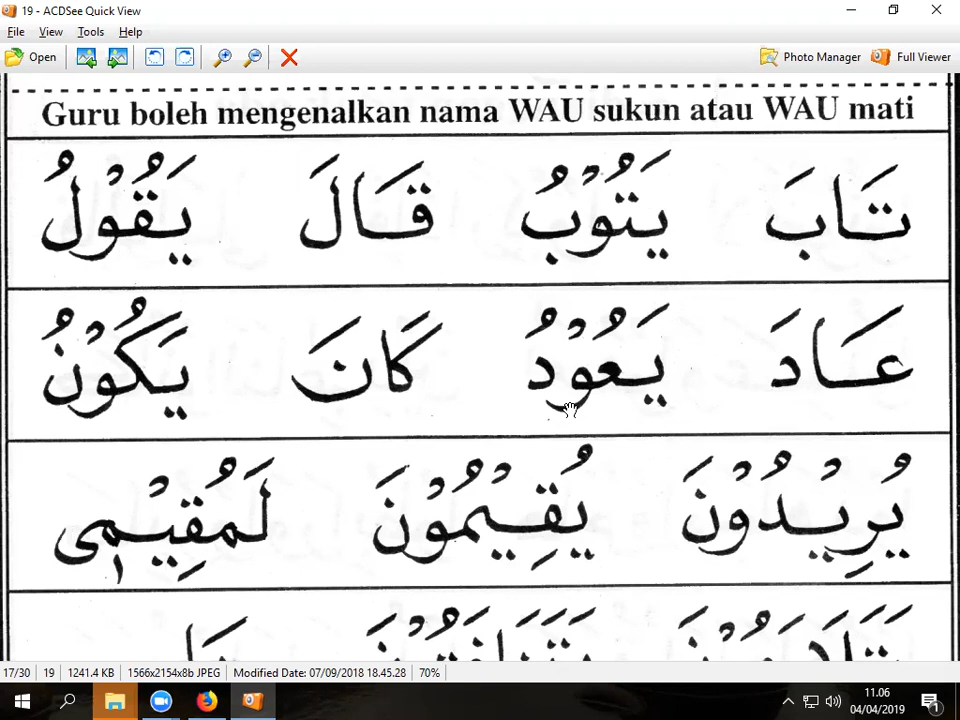 19 - ACDSee Quick View
File View Tools Help
Open Photo Manager Full Viewer
Guru boleh mengenalkan nama WAU sukun atau WAU mati
تَابَ يَتُوْبُ قَالَ يَقُوْلُ
عَادَ يَعُوْدُ كَانَ يَكُوْنُ
يُرِيْدُوْنَ يُقِيْمُوْنَ لَمُقِيْمٖى
17/30 19 1241.4 KB 1566x2154x8b JPEG Modified Date: 07/09/2018 18.45.28 70%
11.06
04/04/2019
1